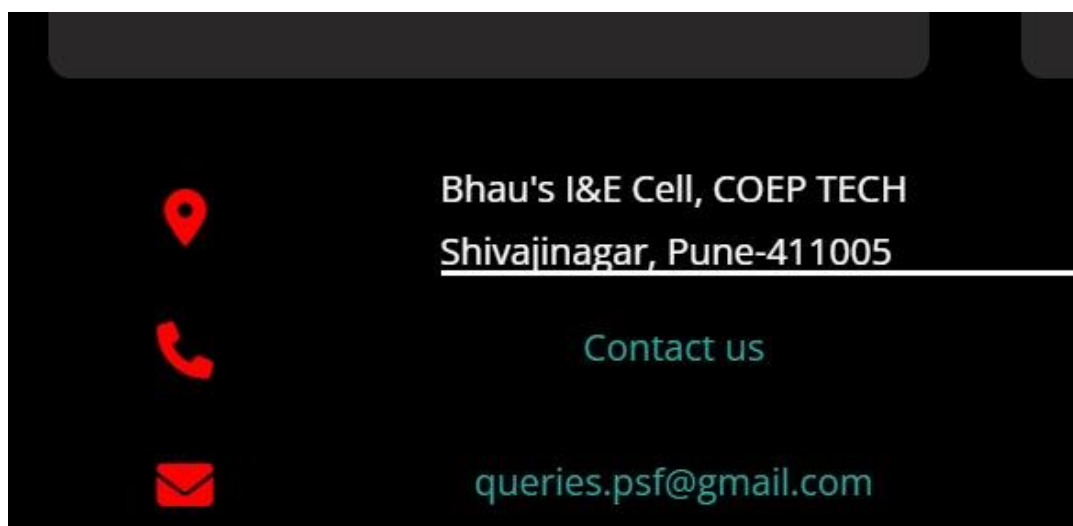 Bhau's I&E Cell, COEP TECH
Shivajinagar, Pune-411005
Contact us
queries.psf@gmail.com